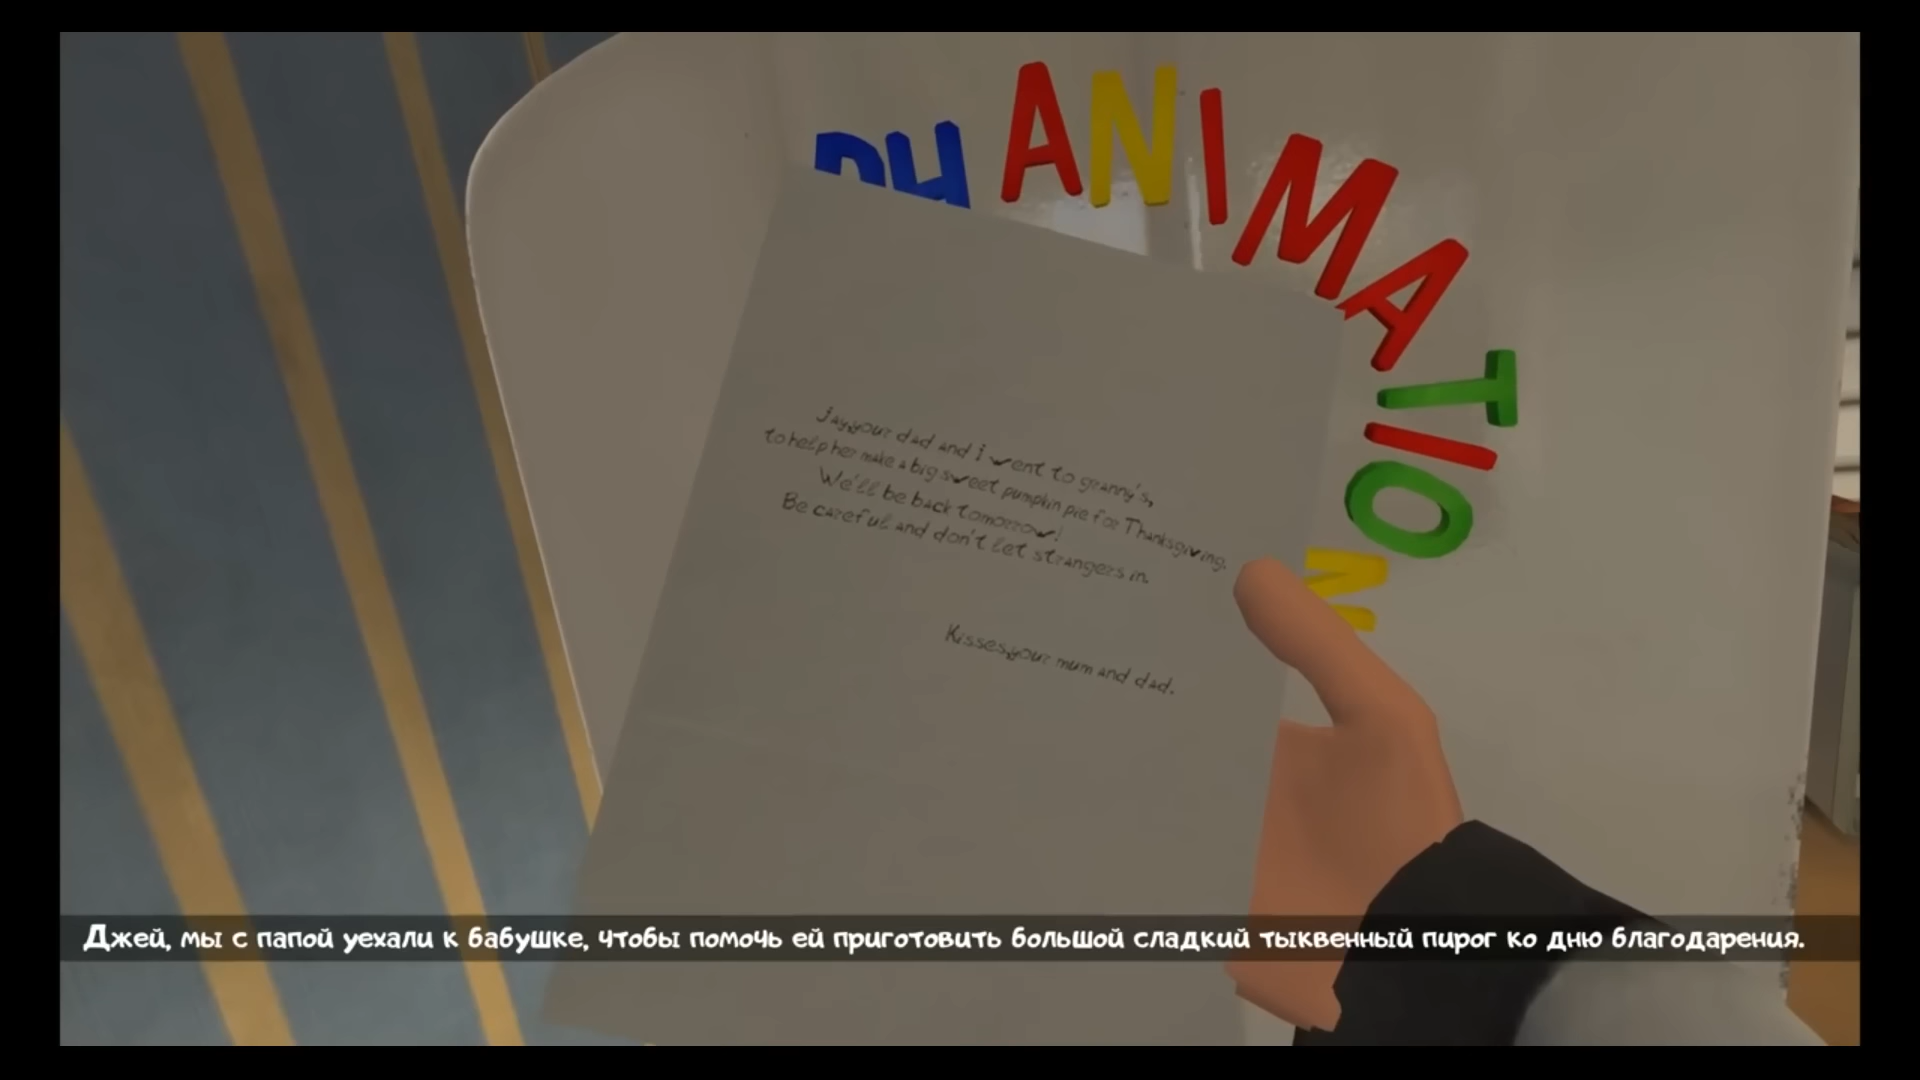 ANIMATION
Jay, your dad and i went to granny's,
to help her make a big sweet pumpkin pie for Thanksgiving.
We'll be back tomorrow!
Be careful and don't let strangers in.
Kisses, your mum and dad.
Джей, мы с папой уехали к бабушке, чтобы помочь ей приготовить большой сладкий тыквенный пирог ко дню благодарения.